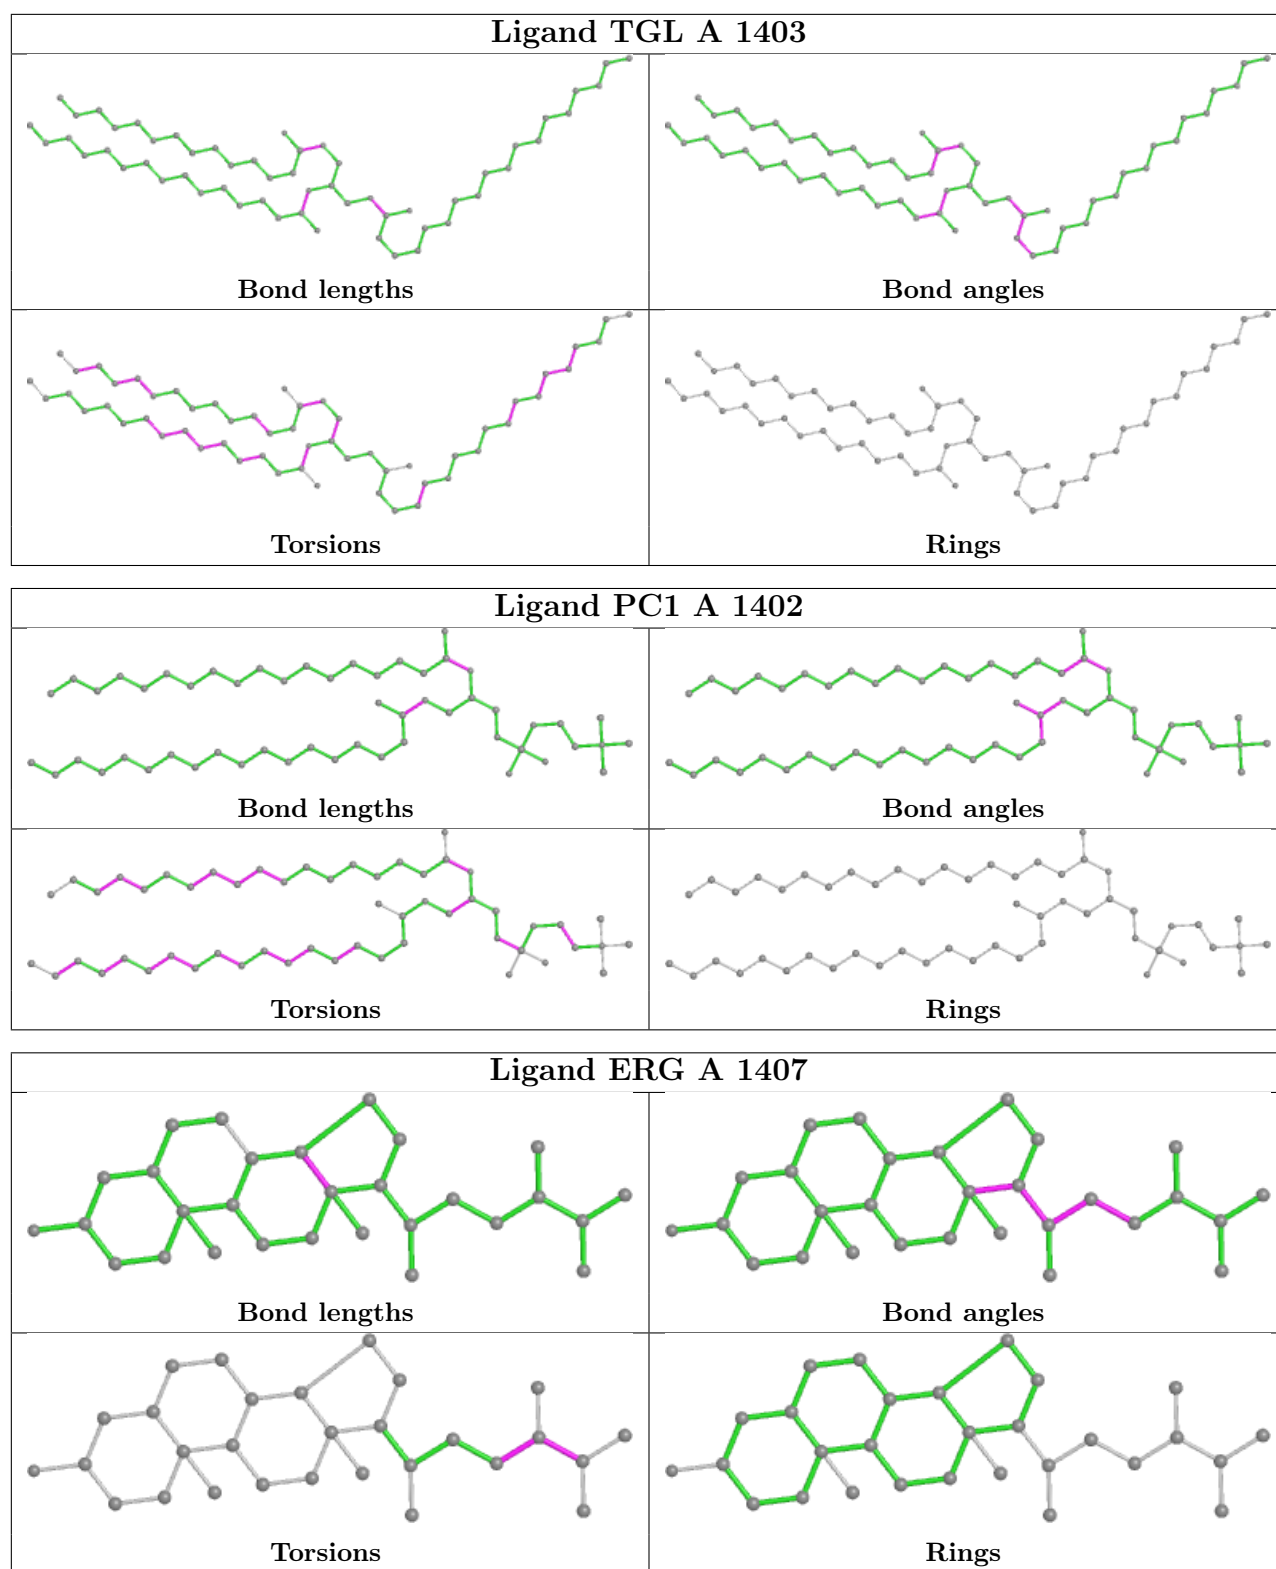 Ligand TGL A 1403
Bond lengths
Bond angles
Torsions
Rings
Ligand PC1 A 1402
Bond lengths
Bond angles
Torsions
Rings
Ligand ERG A 1407
Bond lengths
Bond angles
Torsions
Rings